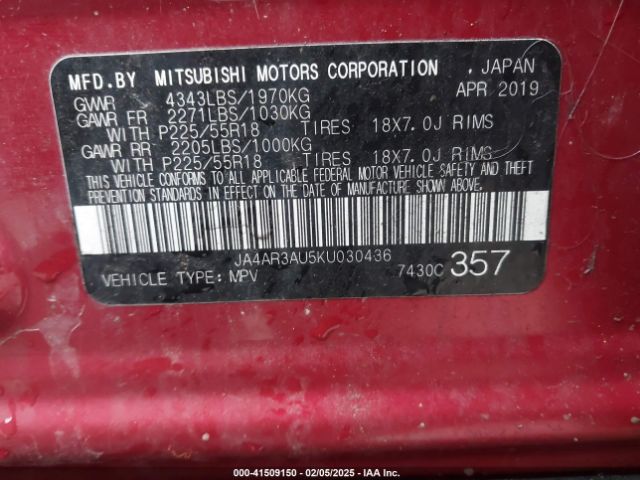 MFD.BY MITSUBISHI MOTORS CORPORATION , JAPAN
GVWR 4343LBS/1970KG APR 2019
GAWR FR 2271LBS/1030KG
WITH P225/55R18 TIRES 18X7.0J RIMS
GAWR RR 2205LBS/1000KG
WITH P225/55R18 TIRES 18X7.0J RIMS
THIS VEHICLE CONFORMS TO ALL APPLICABLE FEDERAL MOTOR VEHICLE SAFETY AND THEFT
PREVENTION STANDARDS IN EFFECT ON THE DATE OF MANUFACTURE SHOWN ABOVE.
JA4AR3AU5KU030436
VEHICLE TYPE: MPV 7430C 357
000-41509150 - 02/05/2025 - IAA Inc.